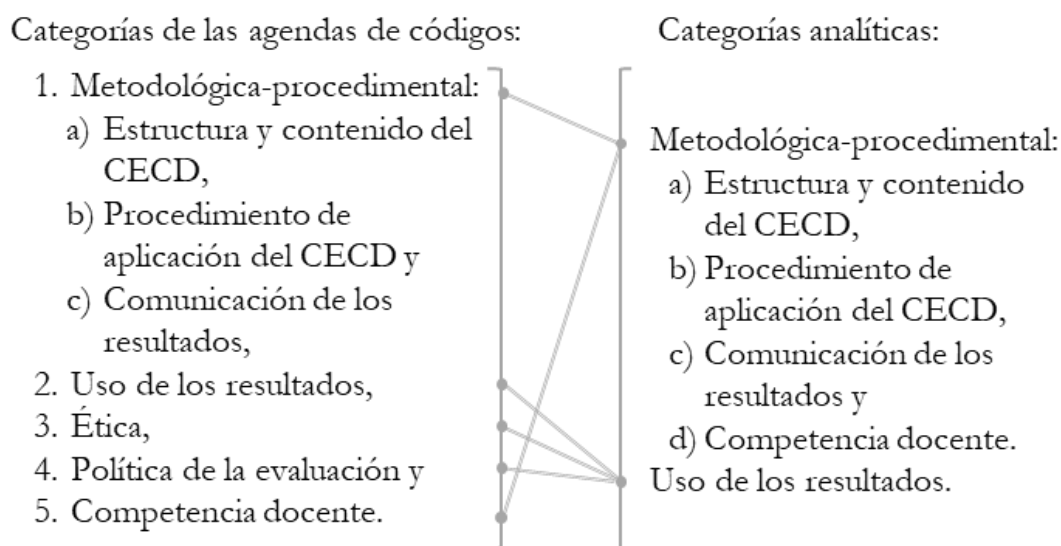 Categorías de las agendas de códigos:
1. Metodológica-procedimental:
a) Estructura y contenido del
CECD,
b) Procedimiento de
aplicación del CECD y
c) Comunicación de los
resultados,
2. Uso de los resultados,
3. Ética,
4. Política de la evaluación y
5. Competencia docente.
Categorías analíticas:
Metodológica-procedimental:
a) Estructura y contenido
del CECD,
b) Procedimiento de
aplicación del CECD,
c) Comunicación de los
resultados y
d) Competencia docente.
Uso de los resultados.